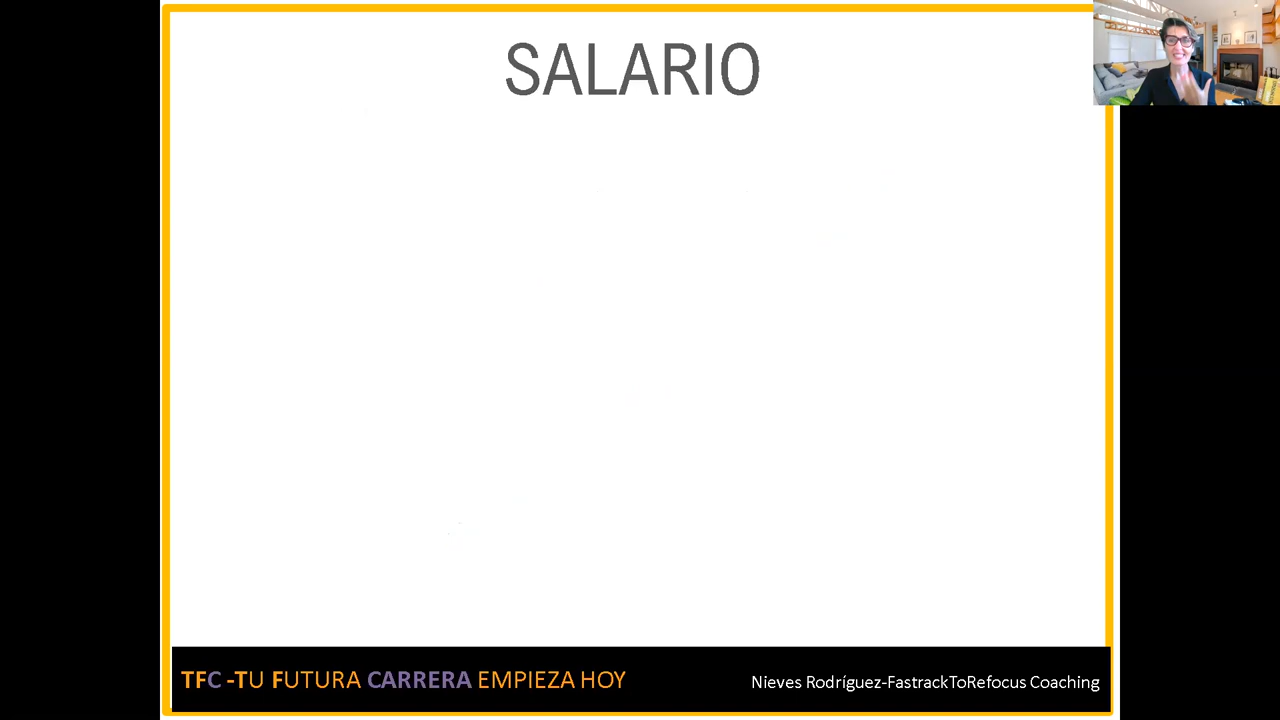 SALARIO
TFC -TU FUTURA CARRERA EMPIEZA HOY
Nieves Rodríguez-FastrackToRefocus Coaching